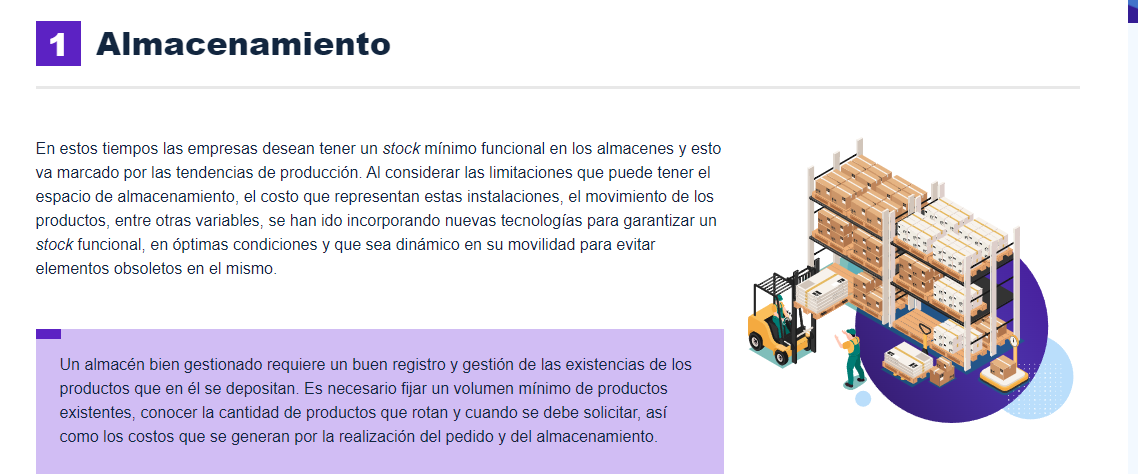 1 Almacenamiento
En estos tiempos las empresas desean tener un stock mínimo funcional en los almacenes y esto
va marcado por las tendencias de producción. Al considerar las limitaciones que puede tener el
espacio de almacenamiento, el costo que representan estas instalaciones, el movimiento de los
productos, entre otras variables, se han ido incorporando nuevas tecnologías para garantizar un
stock funcional, en óptimas condiciones y que sea dinámico en su movilidad para evitar
elementos obsoletos en el mismo.
Un almacén bien gestionado requiere un buen registro y gestión de las existencias de los
productos que en él se depositan. Es necesario fijar un volumen mínimo de productos
existentes, conocer la cantidad de productos que rotan y cuando se debe solicitar, así
como los costos que se generan por la realización del pedido y del almacenamiento.